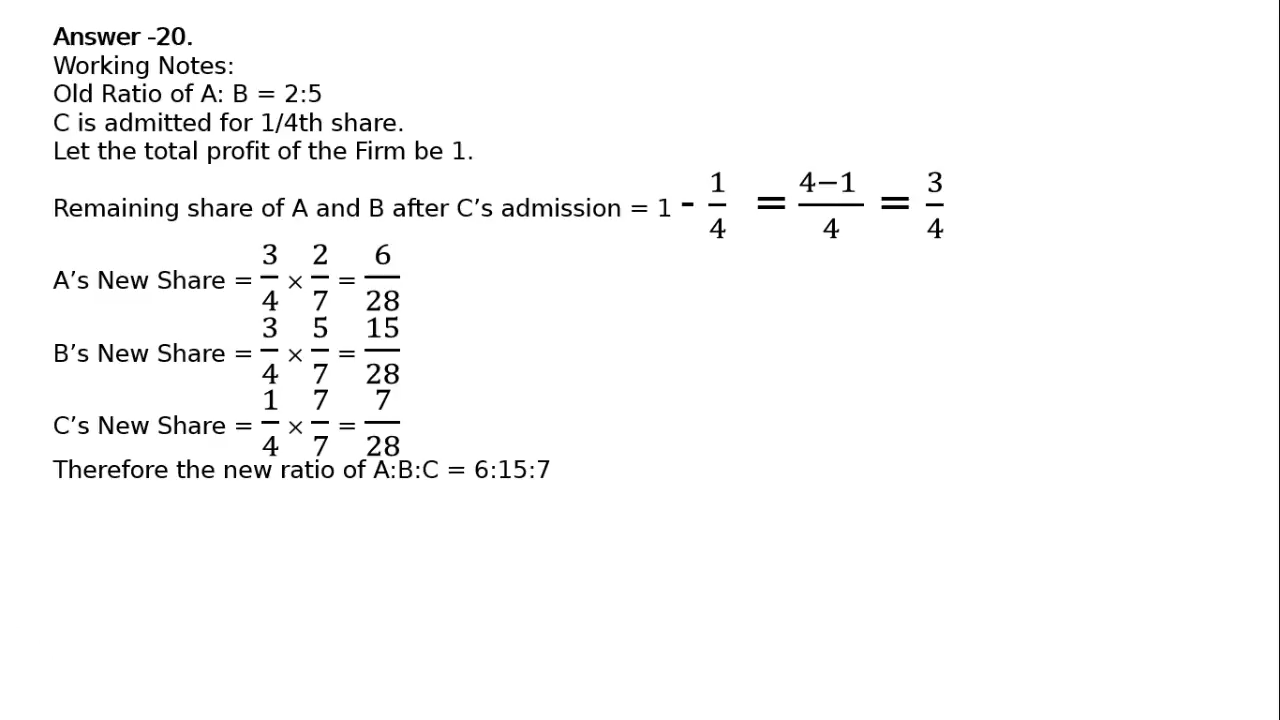 Answer -20.
Working Notes:
Old Ratio of A: B = 2:5
C is admitted for 1/4th share.
Let the total profit of the Firm be 1.
Remaining share of A and B after C’s admission = 1 - 1/4 = 4−1/4 = 3/4
A’s New Share = 3/4 × 2/7 = 6/28
B’s New Share = 3/4 × 5/7 = 15/28
C’s New Share = 1/4 × 7/7 = 7/28
Therefore the new ratio of A:B:C = 6:15:7